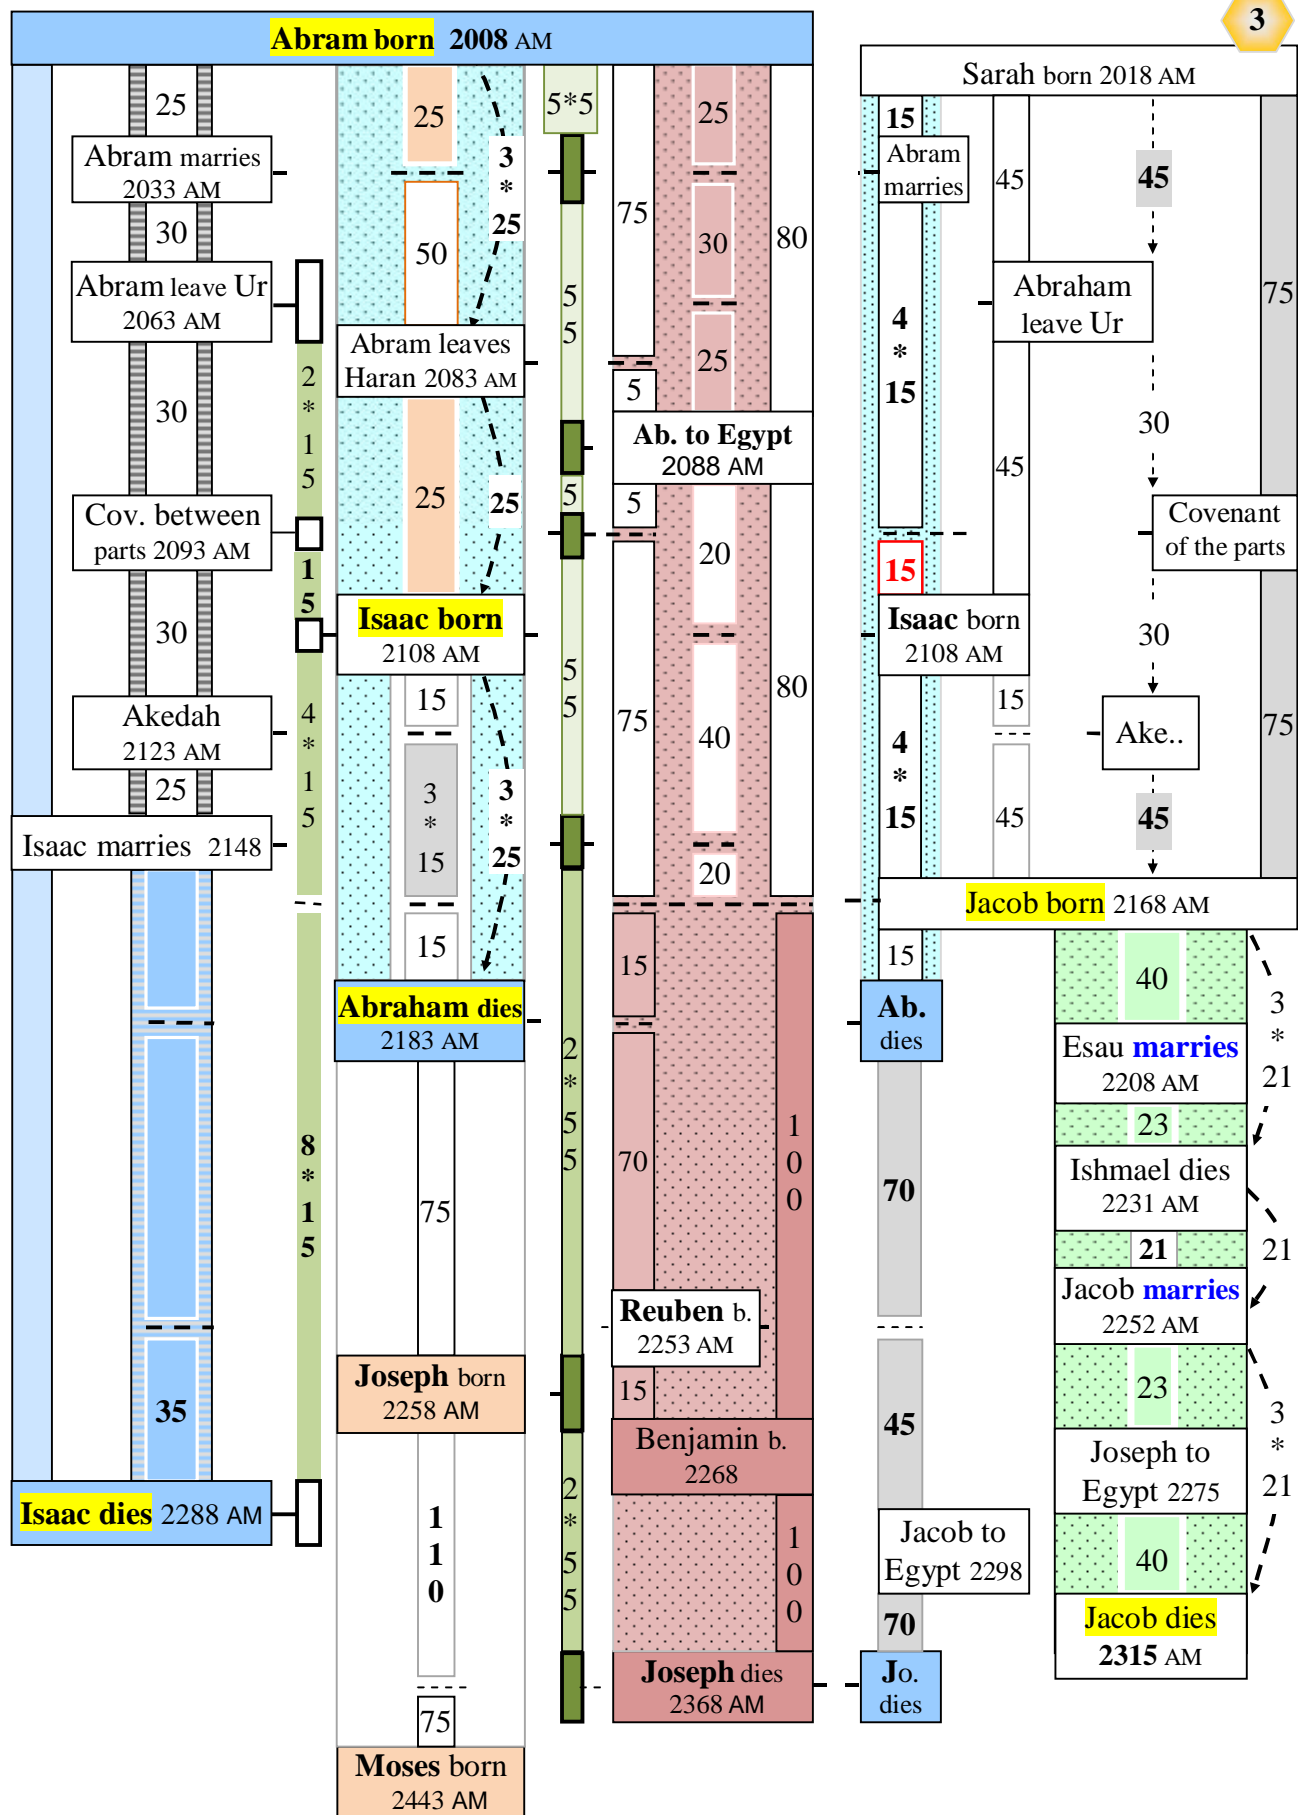 3
Abram born 2008 AM
Sarah born 2018 AM
25
Abram marries
2033 AM
30
Abram leave Ur
2063 AM
30
Cov. between
parts 2093 AM
30
Akedah
2123 AM
25
Isaac marries 2148
35
Isaac dies 2288 AM
2
*
1
5
1
5
4
*
1
5
8
*
1
5
25
50
3
*
25
Abram leaves
Haran 2083 AM
25
25
Isaac born
2108 AM
15
3
*
15
3
*
25
15
Abraham dies
2183 AM
75
Joseph born
2258 AM
1
1
0
75
Moses born
2443 AM
5*5
5
5
5
5
5
2
*
5
5
2
*
5
5
75
25
30
25
80
5
Ab. to Egypt
2088 AM
5
20
75
40
80
20
15
70
1
0
0
Reuben b.
2253 AM
15
Benjamin b.
2268
1
0
0
Joseph dies
2368 AM
15
Abram
marries
4
*
15
15
Isaac born
2108 AM
4
*
15
45
45
15
45
45
Abraham
leave Ur
30
Covenant
of the parts
30
Ake..
45
75
75
Jacob born 2168 AM
15
Ab.
dies
70
45
Jacob to
Egypt 2298
70
Jo.
dies
40
3
*
21
Esau marries
2208 AM
23
Ishmael dies
2231 AM
21
21
Jacob marries
2252 AM
23
3
*
21
Joseph to
Egypt 2275
40
Jacob dies
2315 AM